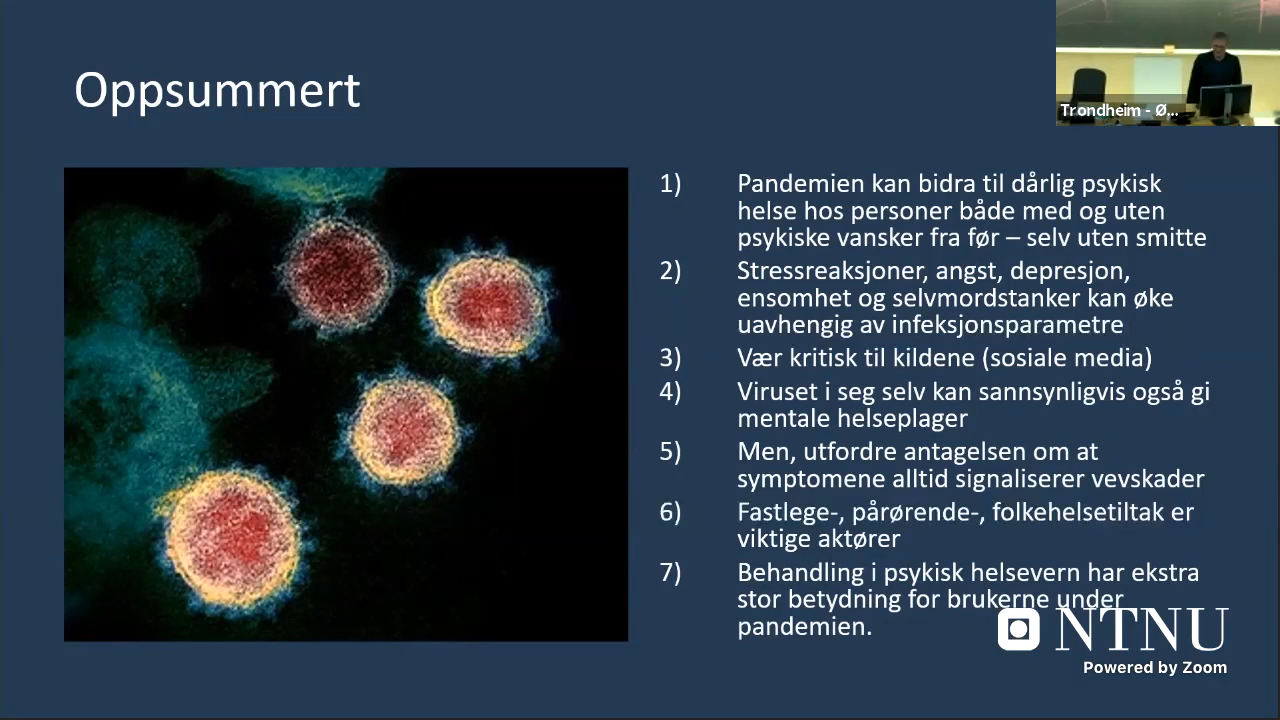 Oppsummert
Trondheim - Ø...
1) Pandemien kan bidra til dårlig psykisk
helse hos personer både med og uten
psykiske vansker fra før – selv uten smitte
2) Stressreaksjoner, angst, depresjon,
ensomhet og selvmordstanker kan øke
uavhengig av infeksjonsparametre
3) Vær kritisk til kildene (sosiale media)
4) Viruset i seg selv kan sannsynligvis også gi
mentale helseplager
5) Men, utfordre antagelsen om at
symptomene alltid signaliserer vevskader
6) Fastlege-, pårørende-, folkehelsetiltak er
viktige aktører
7) Behandling i psykisk helsevern har ekstra
stor betydning for brukerne under
pandemien.
NTNU
Powered by Zoom